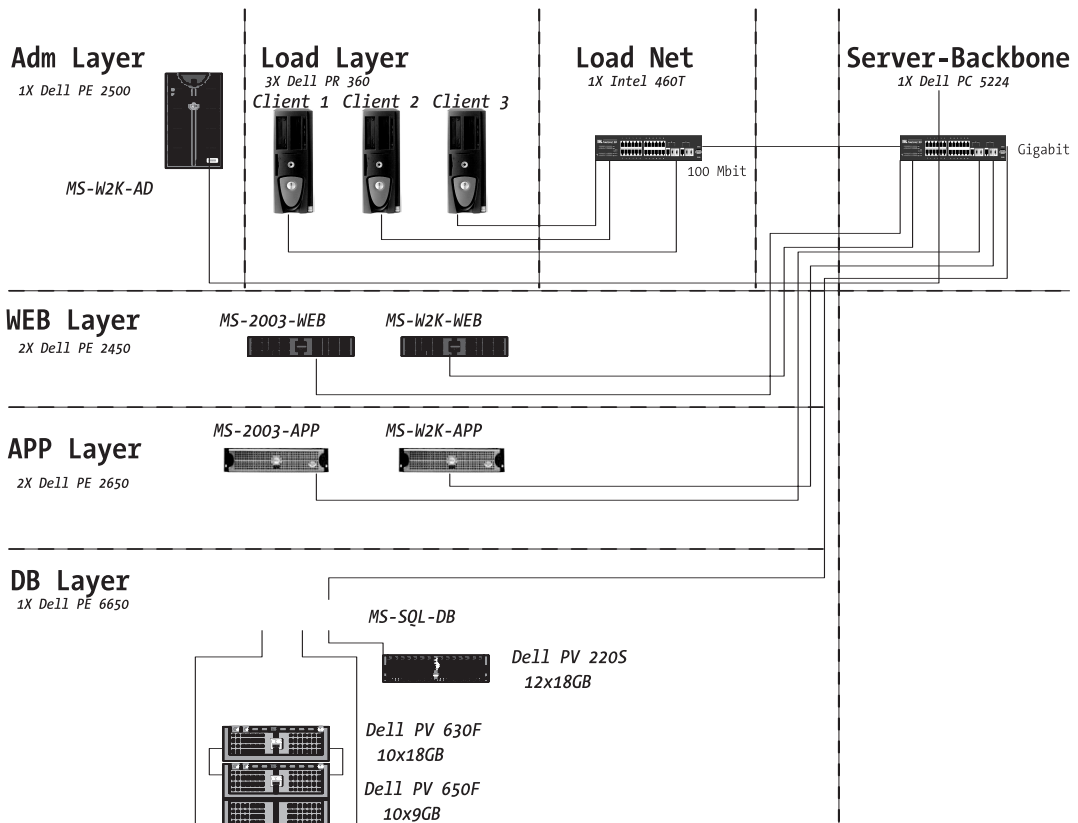 Adm Layer
1X Dell PE 2500
MS-W2K-AD
Load Layer
3X Dell PR 360
Client 1 Client 2 Client 3
Load Net
1X Intel 460T
100 Mbit
Server-Backbone
1X Dell PC 5224
Gigabit
WEB Layer
2X Dell PE 2450
MS-2003-WEB
MS-W2K-WEB
APP Layer
2X Dell PE 2650
MS-2003-APP
MS-W2K-APP
DB Layer
1X Dell PE 6650
MS-SQL-DB
Dell PV 220S
12x18GB
Dell PV 630F
10x18GB
Dell PV 650F
10x9GB